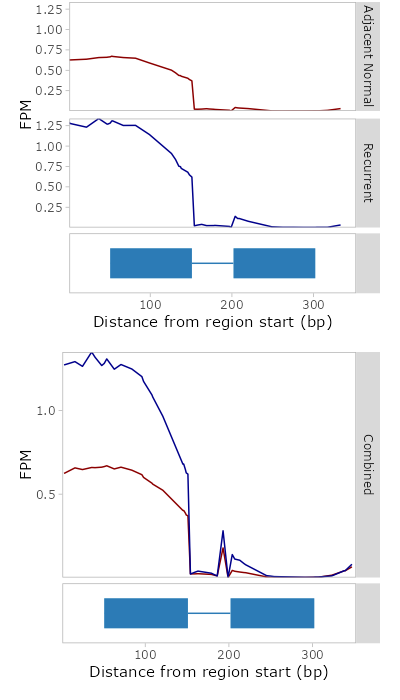 1.25
1.00
0.75
0.50
0.25
Adjacent Normal
FPM
1.25
1.00
0.75
0.50
0.25
Recurrent
100 200 300
Distance from region start (bp)
1.0
0.5
FPM
Combined
100 200 300
Distance from region start (bp)